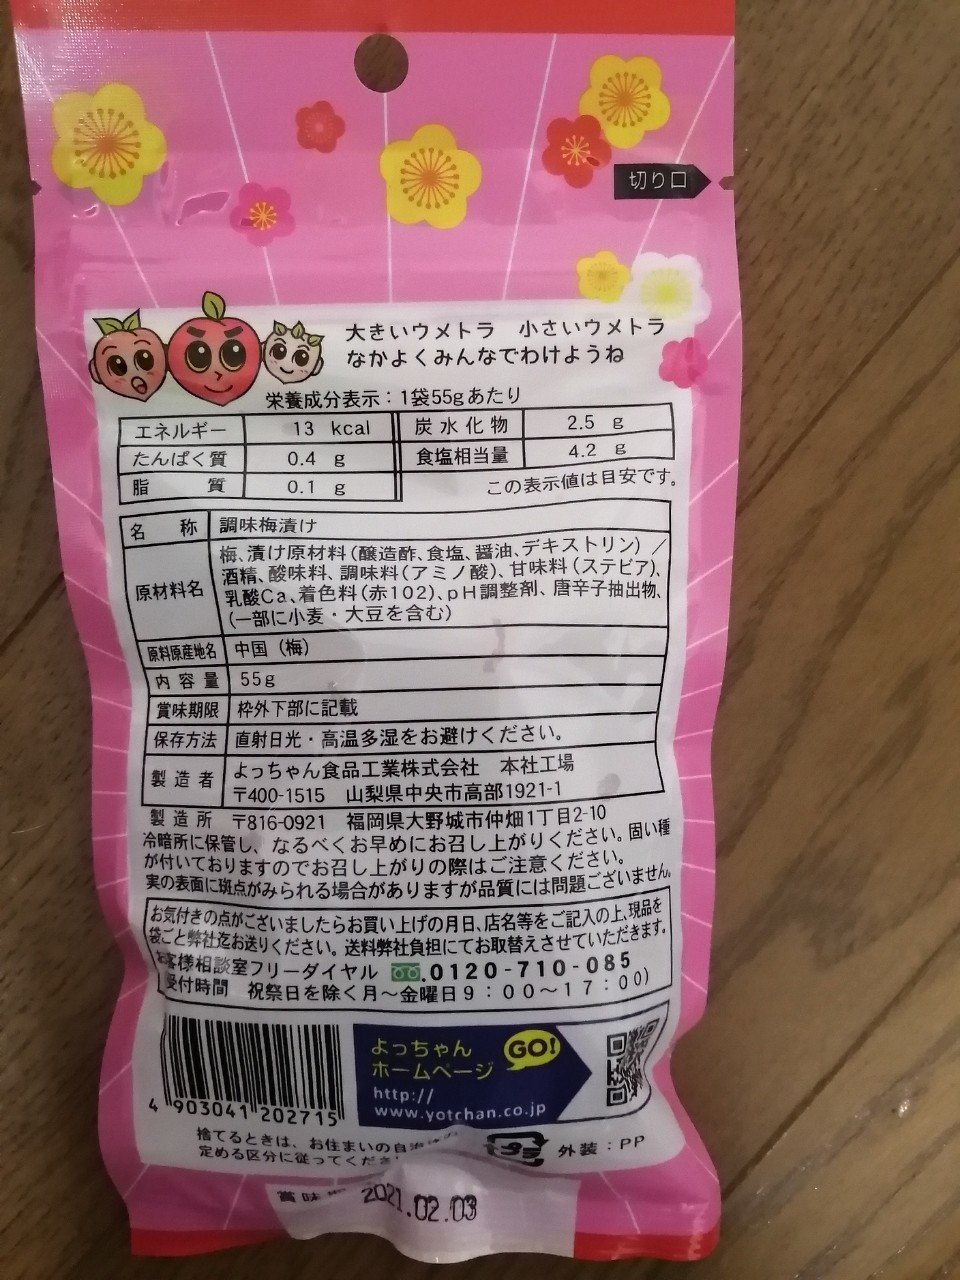 切り口
大きいウメトラ 小さいウメトラ
なかよくみんなでわけようね
栄養成分表示：1袋55gあたり
エネルギー 13 kcal 炭水化物 2.5 g
たんぱく質 0.4 g 食塩相当量 4.2 g
脂 質 0.1 g この表示値は目安です。
名 称 調味梅漬け
原材料名 梅、漬け原材料(醸造酢、食塩、醤油、デキストリン)／
酒精、酸味料、調味料(アミノ酸)、甘味料(ステビア)、
乳酸Ca、着色料(赤102)、pH調整剤、唐辛子抽出物、
(一部に小麦・大豆を含む)
原料原産地名 中国(梅)
内容量 55g
賞味期限 枠外下部に記載
保存方法 直射日光・高温多湿をお避けください。
製造者 よっちゃん食品工業株式会社 本社工場
〒400-1515 山梨県中央市高部1921-1
製造所 〒816-0921 福岡県大野城市仲畑1丁目2-10
冷暗所に保管し、なるべくお早めにお召し上がりください。固い種
が付いておりますのでお召し上がりの際はご注意ください。
実の表面に斑点がみられる場合がありますが品質には問題ございません。
お気付きの点がございましたらお買い上げの月日、店名等をご記入の上、現品を
袋ごと弊社迄お送りください。送料弊社負担にてお取替えさせていただきます。
お客様相談室フリーダイヤル 0120-710-085
受付時間 祝祭日を除く月～金曜日9：00～17：00)
よっちゃん GO!
ホームページ
http://
www.yotchan.co.jp
4 903041 202715
捨てるときは、お住まいの自治体の
定める区分に従ってくださ
プラ 外装：PP
賞味期 2021.02.03